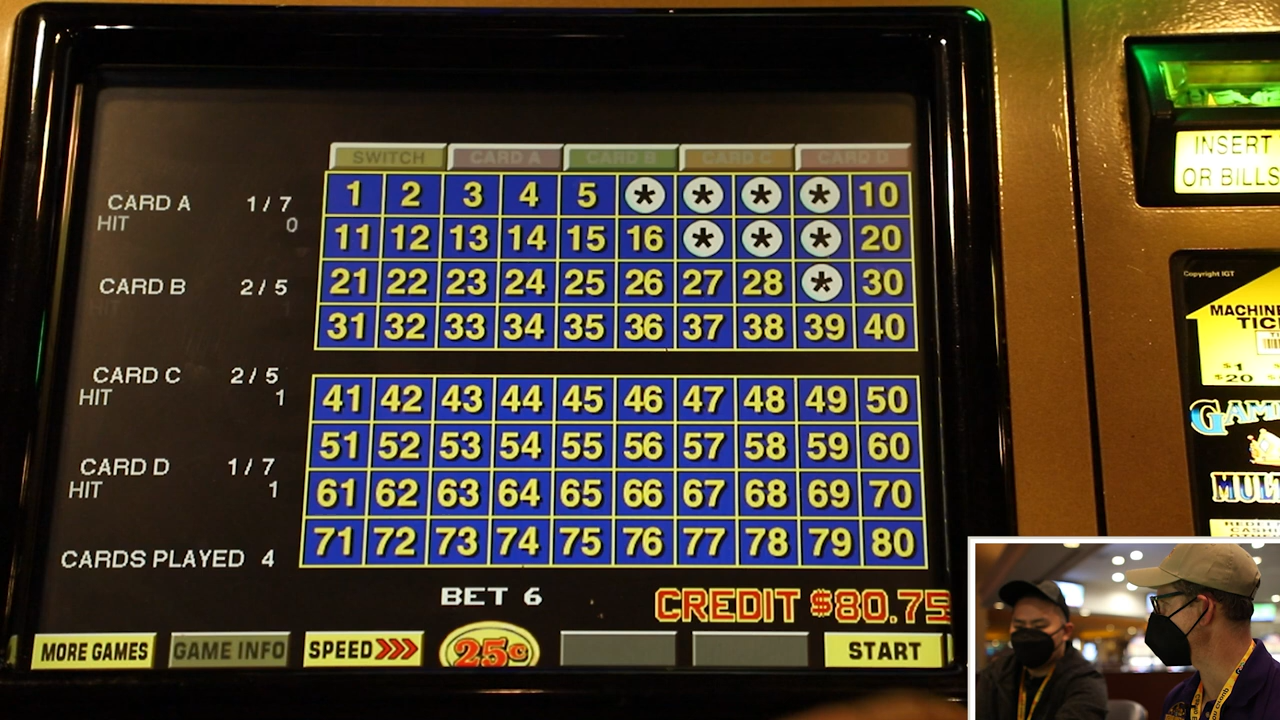 SWITCH CARD A CARD B CARD C CARD D
CARD A 1/7
HIT 0
CARD B 2/5
CARD C 2/5
HIT 1
CARD D 1/7
HIT 1
CARDS PLAYED 4
1 2 3 4 5 * * * * 10
11 12 13 14 15 16 * * * 20
21 22 23 24 25 26 27 28 * 30
31 32 33 34 35 36 37 38 39 40
41 42 43 44 45 46 47 48 49 50
51 52 53 54 55 56 57 58 59 60
61 62 63 64 65 66 67 68 69 70
71 72 73 74 75 76 77 78 79 80
BET 6
CREDIT $80.75
MORE GAMES GAME INFO SPEED>>> 25¢ START
INSERT
OR BILLS
Copyright IGT
MACHINE
TIC
$1
$20
GAM
MUL